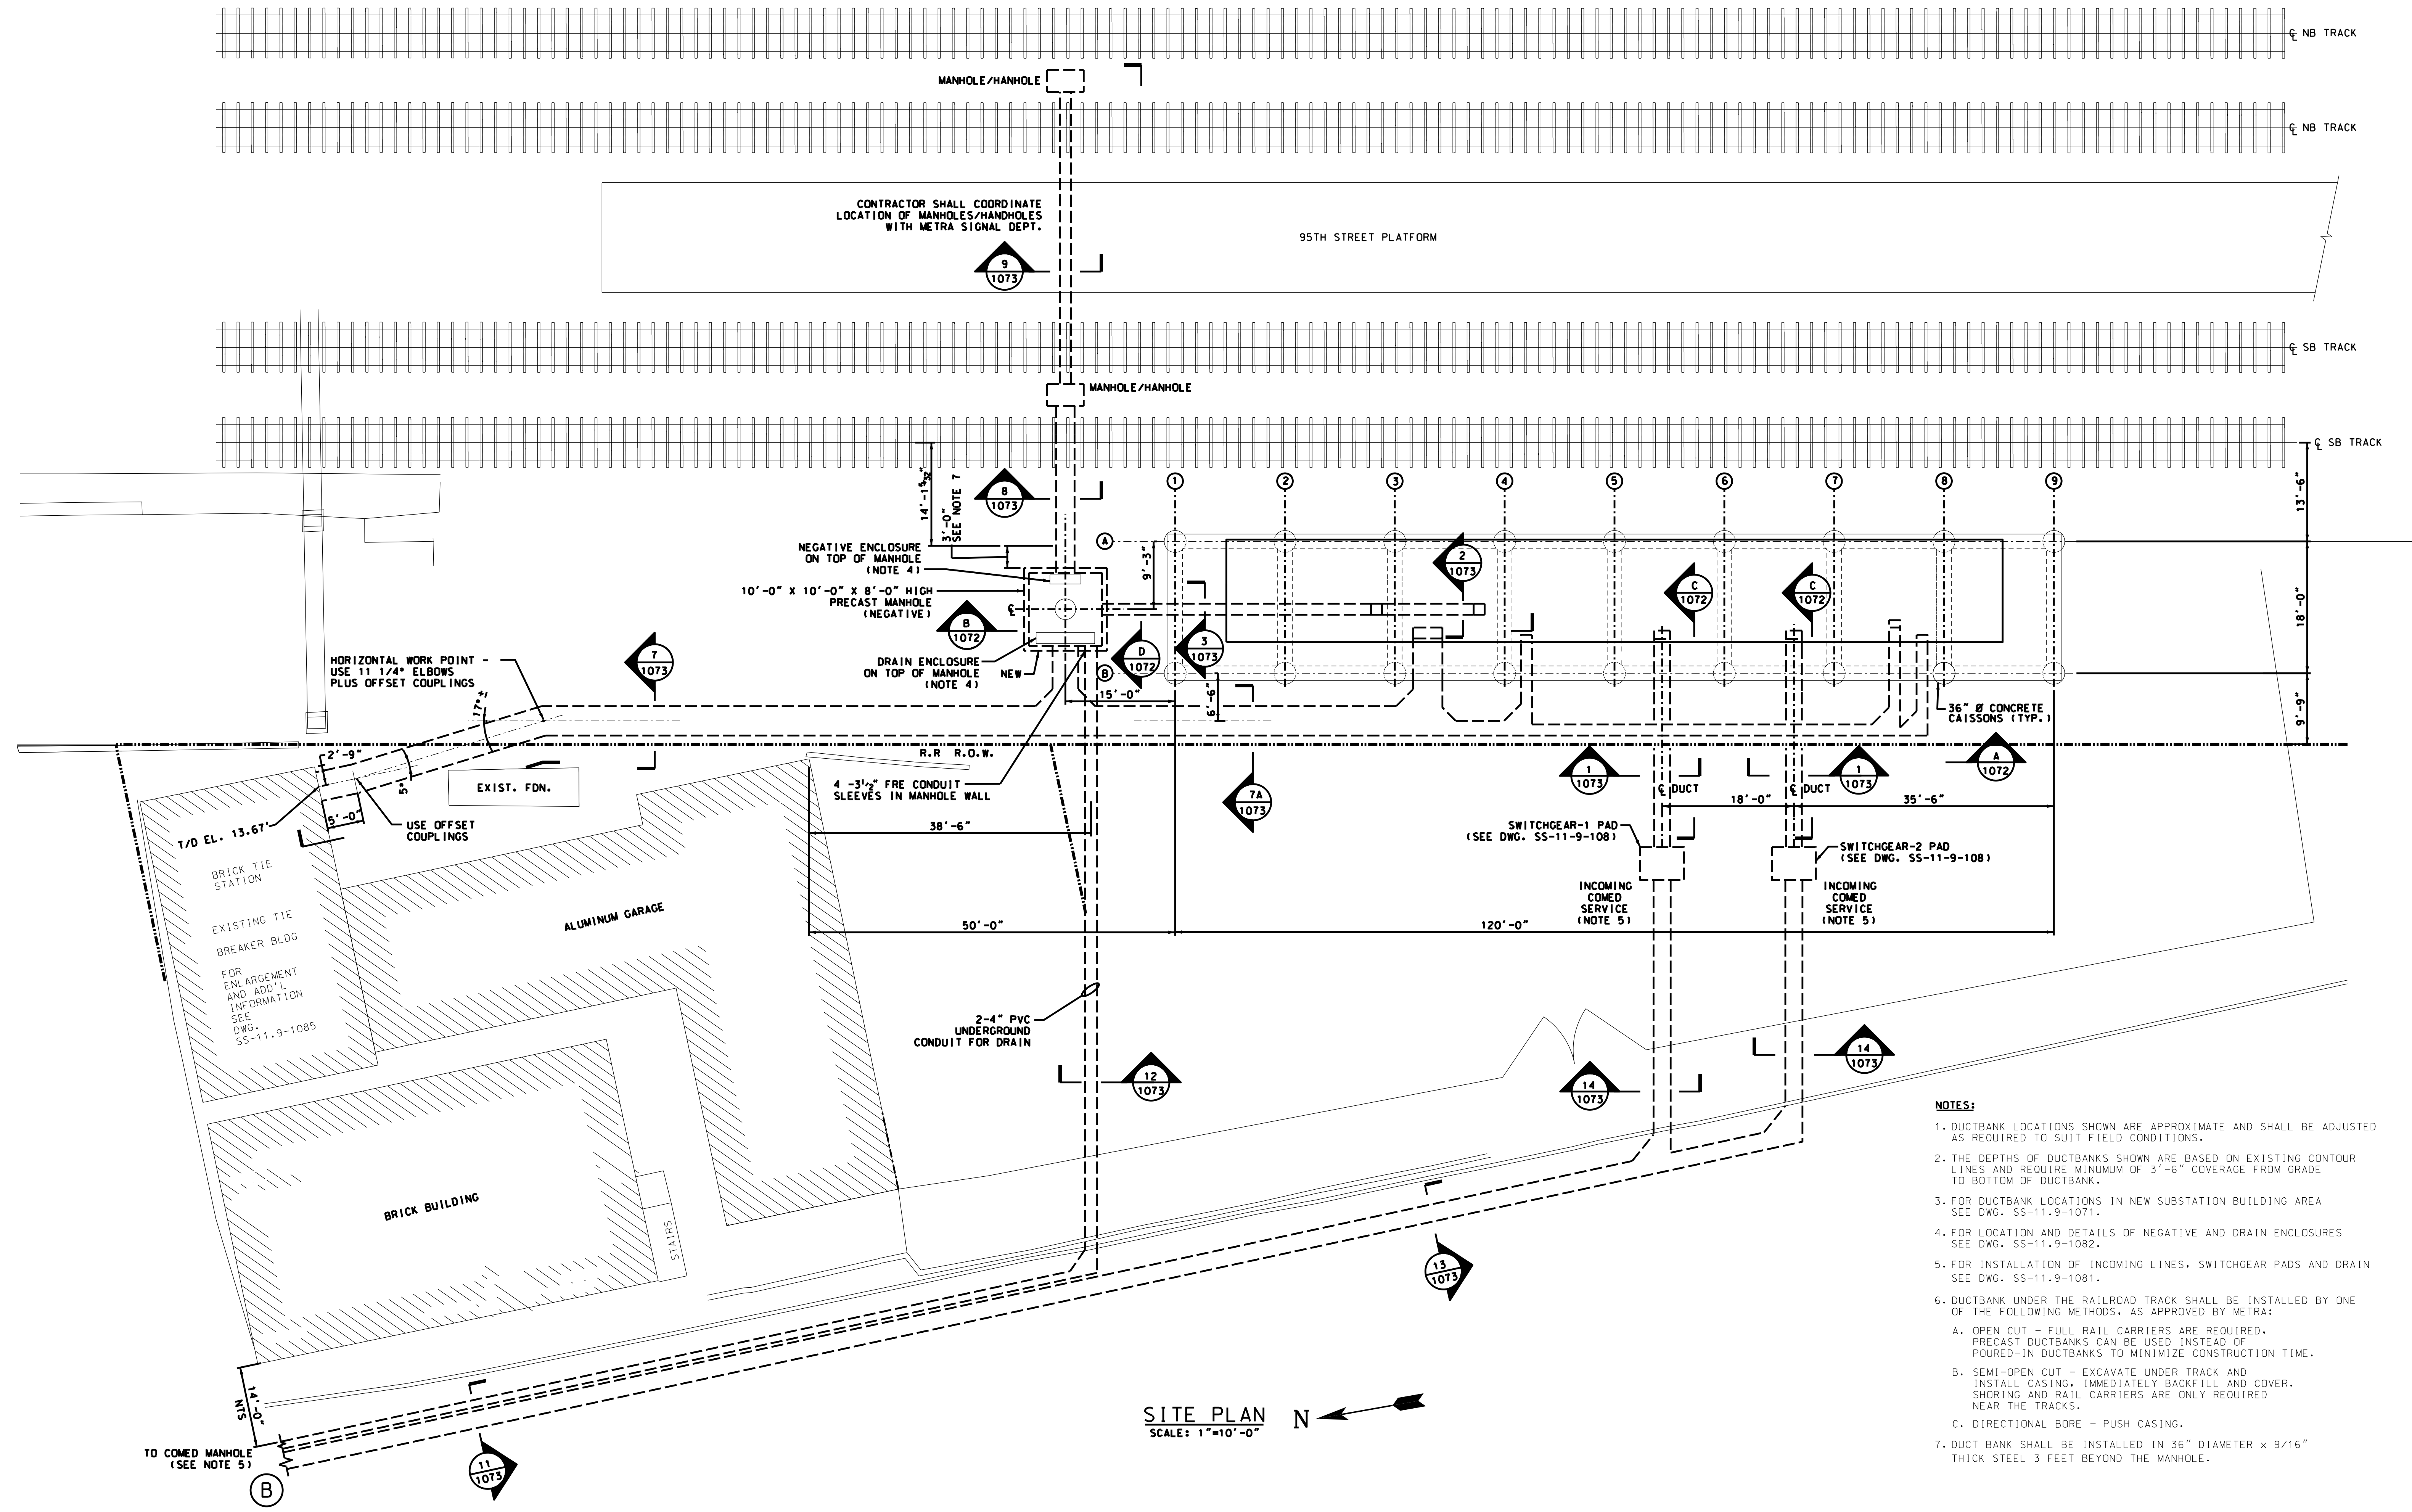 ℄ NB TRACK
MANHOLE/HANHOLE
℄ NB TRACK
CONTRACTOR SHALL COORDINATE
LOCATION OF MANHOLES/HANDHOLES
WITH METRA SIGNAL DEPT.
95TH STREET PLATFORM
9
1073
℄ SB TRACK
MANHOLE/HANHOLE
℄ SB TRACK
3'-0"
SEE NOTE 7
8
1073
1
2
3
4
5
6
7
8
9
13'-6"
A
NEGATIVE ENCLOSURE
ON TOP OF MANHOLE
(NOTE 4)
9'-3"
2
1073
C
1072
C
1072
10'-0" X 10'-0" X 8'-0" HIGH
PRECAST MANHOLE
(NEGATIVE)
℄
18'-0"
B
1072
D
1072
3
1073
7
1073
HORIZONTAL WORK POINT -
USE 11 1/4° ELBOWS
PLUS OFFSET COUPLINGS
DRAIN ENCLOSURE
ON TOP OF MANHOLE
(NOTE 4)
NEW
B
15'-0"
6'-6"
17° ±1
36" Ø CONCRETE
CAISSONS (TYP.)
9'-9"
2'-9"
5°
R.R R.O.W.
EXIST. FDN.
4 -3½" FRE CONDUIT
SLEEVES IN MANHOLE WALL
1
1073
℄ DUCT
℄ DUCT
1
1073
A
1072
7A
1073
18'-0"
35'-6"
5'-0"
USE OFFSET
COUPLINGS
38'-6"
T/D EL. 13.67'
SWITCHGEAR-1 PAD
(SEE DWG. SS-11-9-108)
SWITCHGEAR-2 PAD
(SEE DWG. SS-11-9-108)
BRICK TIE
STATION
EXISTING TIE
BREAKER BLDG
FOR
ENLARGEMENT
AND ADD'L
INFORMATION
SEE
DWG.
SS-11.9-1085
ALUMINUM GARAGE
INCOMING
COMED
SERVICE
(NOTE 5)
INCOMING
COMED
SERVICE
(NOTE 5)
50'-0"
120'-0"
2-4" PVC
UNDERGROUND
CONDUIT FOR DRAIN
12
1073
14
1073
14
1073
BRICK BUILDING
STAIRS
13
1073
14'-0"
NTS
TO COMED MANHOLE
(SEE NOTE 5)
B
11
1073
SITE PLAN
SCALE: 1"=10'-0"
N
NOTES:
1. DUCTBANK LOCATIONS SHOWN ARE APPROXIMATE AND SHALL BE ADJUSTED
AS REQUIRED TO SUIT FIELD CONDITIONS.
2. THE DEPTHS OF DUCTBANKS SHOWN ARE BASED ON EXISTING CONTOUR
LINES AND REQUIRE MINUMUM OF 3'-6" COVERAGE FROM GRADE
TO BOTTOM OF DUCTBANK.
3. FOR DUCTBANK LOCATIONS IN NEW SUBSTATION BUILDING AREA
SEE DWG. SS-11.9-1071.
4. FOR LOCATION AND DETAILS OF NEGATIVE AND DRAIN ENCLOSURES
SEE DWG. SS-11.9-1082.
5. FOR INSTALLATION OF INCOMING LINES, SWITCHGEAR PADS AND DRAIN
SEE DWG. SS-11.9-1081.
6. DUCTBANK UNDER THE RAILROAD TRACK SHALL BE INSTALLED BY ONE
OF THE FOLLOWING METHODS, AS APPROVED BY METRA:
A. OPEN CUT - FULL RAIL CARRIERS ARE REQUIRED,
PRECAST DUCTBANKS CAN BE USED INSTEAD OF
POURED-IN DUCTBANKS TO MINIMIZE CONSTRUCTION TIME.
B. SEMI-OPEN CUT - EXCAVATE UNDER TRACK AND
INSTALL CASING, IMMEDIATELY BACKFILL AND COVER.
SHORING AND RAIL CARRIERS ARE ONLY REQUIRED
NEAR THE TRACKS.
C. DIRECTIONAL BORE - PUSH CASING.
7. DUCT BANK SHALL BE INSTALLED IN 36" DIAMETER x 9/16"
THICK STEEL 3 FEET BEYOND THE MANHOLE.